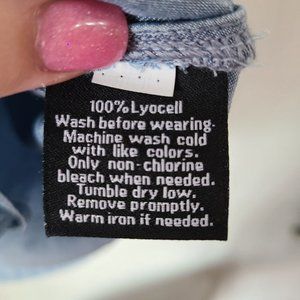 100% Lyocell
Wash before wearing.
Machine wash cold
with like colors.
Only non-chlorine
bleach when needed.
Tumble dry low.
Remove promptly.
Warm iron if needed.